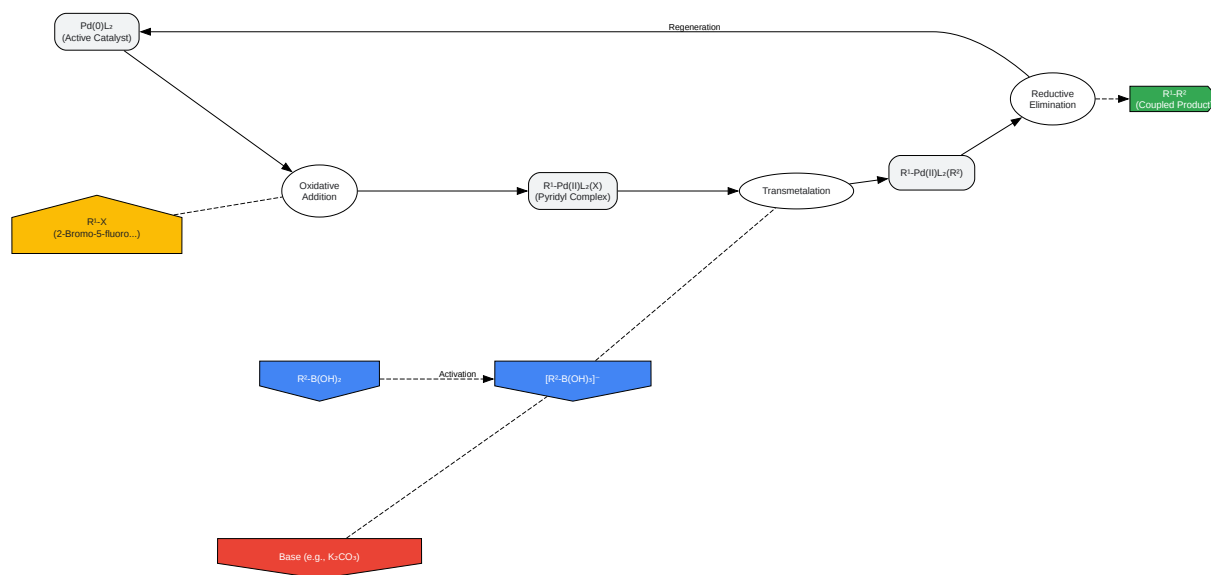 Pd(0)L₂
(Active Catalyst)
Regeneration
Reductive
Elimination
R¹-R²
(Coupled Product)
R¹-Pd(II)L₂(R²)
Oxidative
Addition
R¹-Pd(II)L₂(X)
(Pyridyl Complex)
Transmetalation
R¹-X
(2-Bromo-5-fluoro...)
R²-B(OH)₂
Activation
[R²-B(OH)₃]⁻
Base (e.g., K₂CO₃)